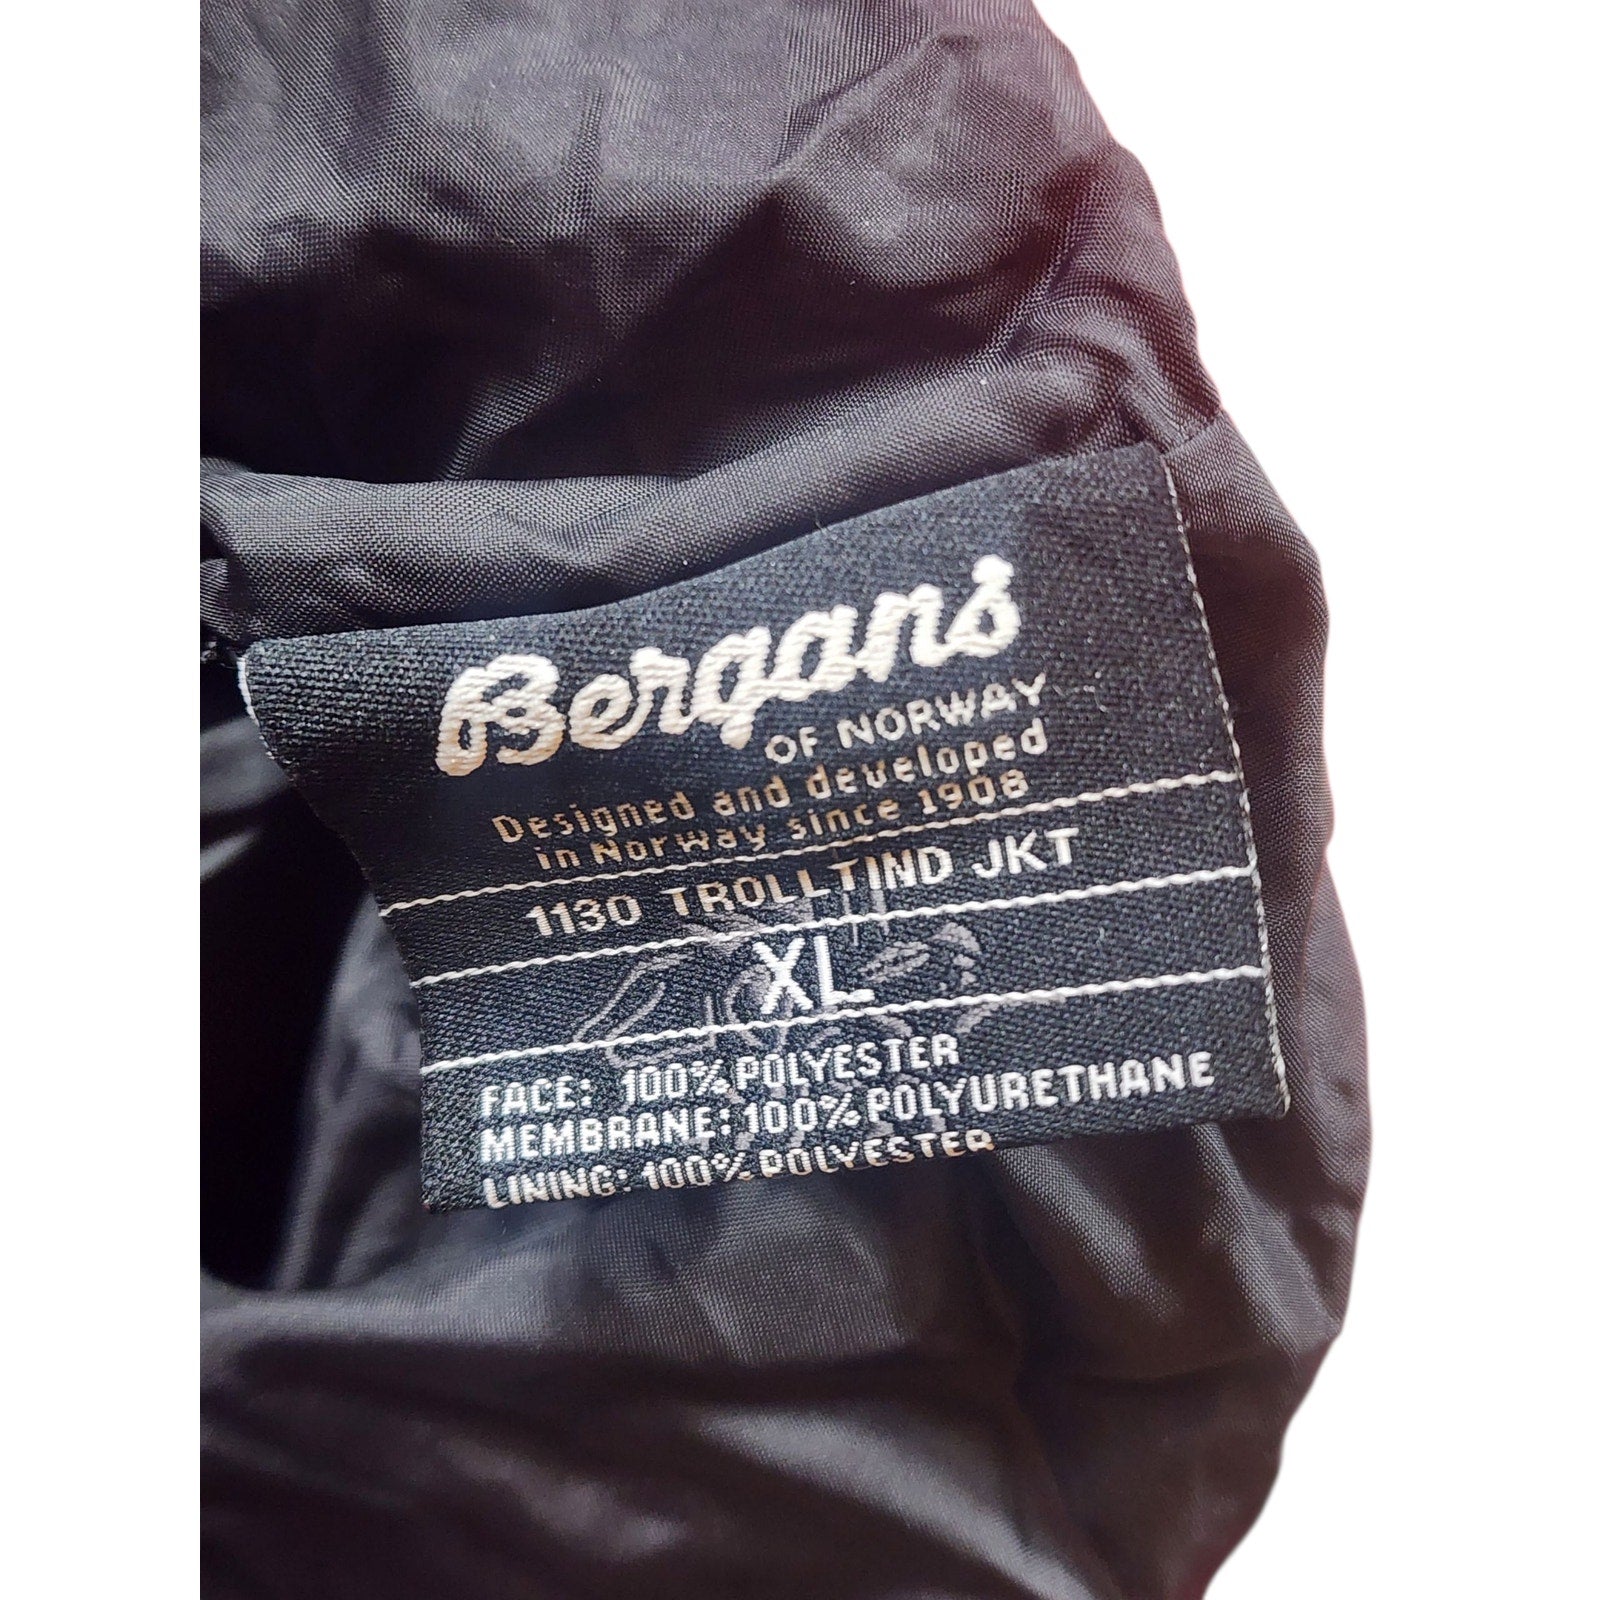 Bergans
OF NORWAY
Designed and developed
in Norway since 1908
1130 TROLLTIND JKT
XL
FACE: 100% POLYESTER
MEMBRANE: 100% POLYURETHANE
LINING: 100% POLYESTER